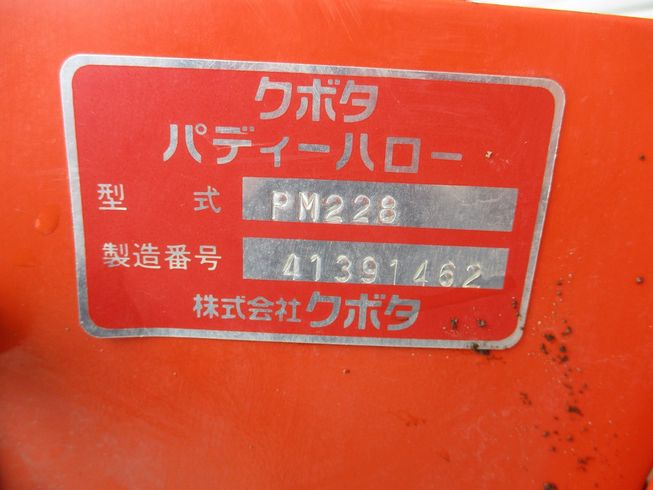 クボタ
パディーハロー
型式 PM228
製造番号 41391462
株式会社クボタ